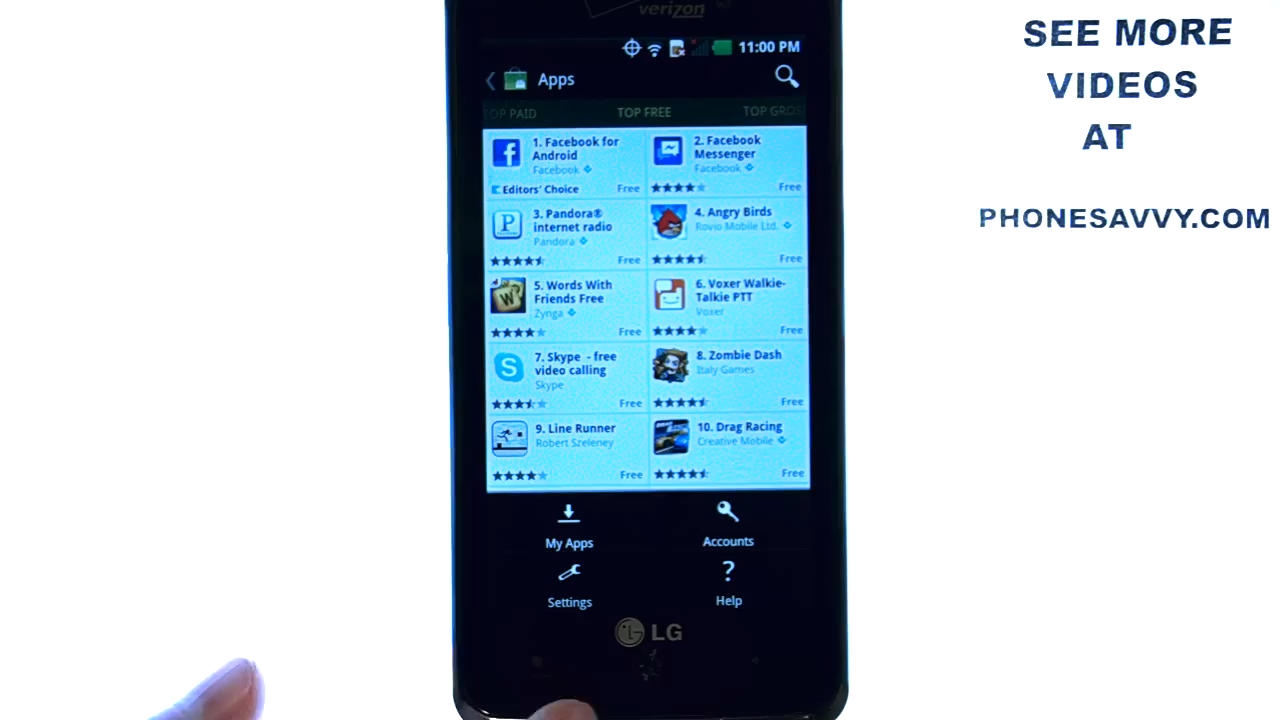 verizon
SEE MORE
VIDEOS
AT
PHONESAVVY.COM
11:00 PM
Apps
TOP PAID
TOP FREE
TOP GROS
1. Facebook for
Android
Facebook
Editors' Choice
Free
2. Facebook
Messenger
Facebook
Free
3. Pandora®
internet radio
Pandora
Free
4. Angry Birds
Rovio Mobile Ltd.
Free
5. Words With
Friends Free
Zynga
Free
6. Voxer Walkie-
Talkie PTT
Voxer
Free
7. Skype - free
video calling
Skype
Free
8. Zombie Dash
Italy Games
Free
9. Line Runner
Robert Szeleney
Free
10. Drag Racing
Creative Mobile
Free
My Apps
Accounts
Settings
Help
LG